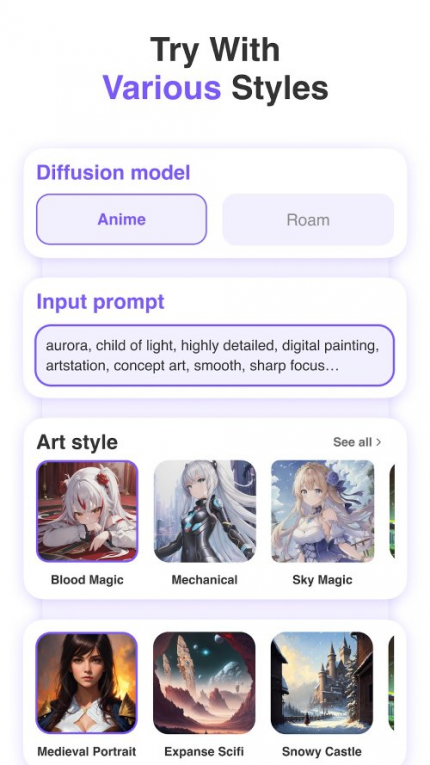 Try With
Various Styles
Diffusion model
Anime
Roam
Input prompt
aurora, child of light, highly detailed, digital painting,
artstation, concept art, smooth, sharp focus…
Art style
See all >
Blood Magic
Mechanical
Sky Magic
Medieval Portrait
Expanse Scifi
Snowy Castle